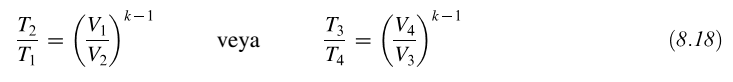 T₂/T₁ = (V₁/V₂)^{k−1} veya T₃/T₄ = (V₄/V₃)^{k−1} (8.18)